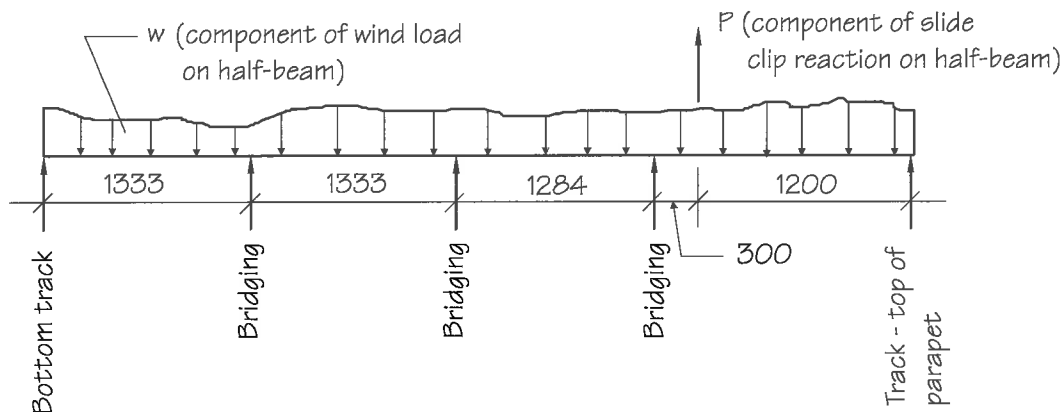 w (component of wind load
on half-beam)
P (component of slide
clip reaction on half-beam)
1333
1333
1284
1200
300
Bottom track
Bridging
Bridging
Bridging
Track - top of
parapet